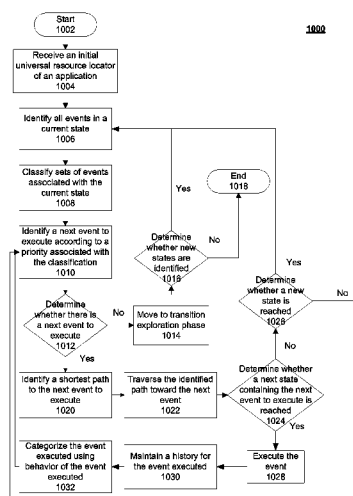 Start
1002
1000
Receive an initial
universal resource locator
of an application
1004
Identify all events in a
current state
1006
Classify sets of events
associated with the
current state
1008
Identify a next event to
execute according to a
priority associated with
the classification
1010
Determine
whether there is
a next event to
execute
1012
No
Yes
Move to transition
exploration phase
1014
Determine
whether new
states are
identified
1016
Yes
No
End
1018
Identify a shortest path
to the next event to
execute
1020
Traverse the identified
path toward the next
event
1022
Determine whether
a next state
containing the next
event to execute is
reached
1024
No
Yes
Determine
whether a new
state is
reached
1026
Yes
No
Execute the
event
1028
Maintain a history
for the event executed
1030
Categorize the event
executed using
behavior of the event
executed
1032